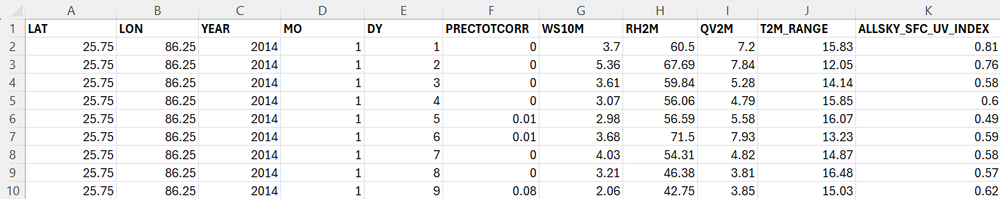 A B C D E F G H I J K
1 LAT LON YEAR MO DY PRECTOTCORR WS10M RH2M QV2M T2M_RANGE ALLSKY_SFC_UV_INDEX
2 25.75 86.25 2014 1 1 0 3.7 60.5 7.2 15.83 0.81
3 25.75 86.25 2014 1 2 0 5.36 67.69 7.84 12.05 0.76
4 25.75 86.25 2014 1 3 0 3.61 59.84 5.28 14.14 0.58
5 25.75 86.25 2014 1 4 0 3.07 56.06 4.79 15.85 0.6
6 25.75 86.25 2014 1 5 0.01 2.98 56.59 5.58 16.07 0.49
7 25.75 86.25 2014 1 6 0.01 3.68 71.5 7.93 13.23 0.59
8 25.75 86.25 2014 1 7 0 4.03 54.31 4.82 14.87 0.58
9 25.75 86.25 2014 1 8 0 3.21 46.38 3.81 16.48 0.57
10 25.75 86.25 2014 1 9 0.08 2.06 42.75 3.85 15.03 0.62